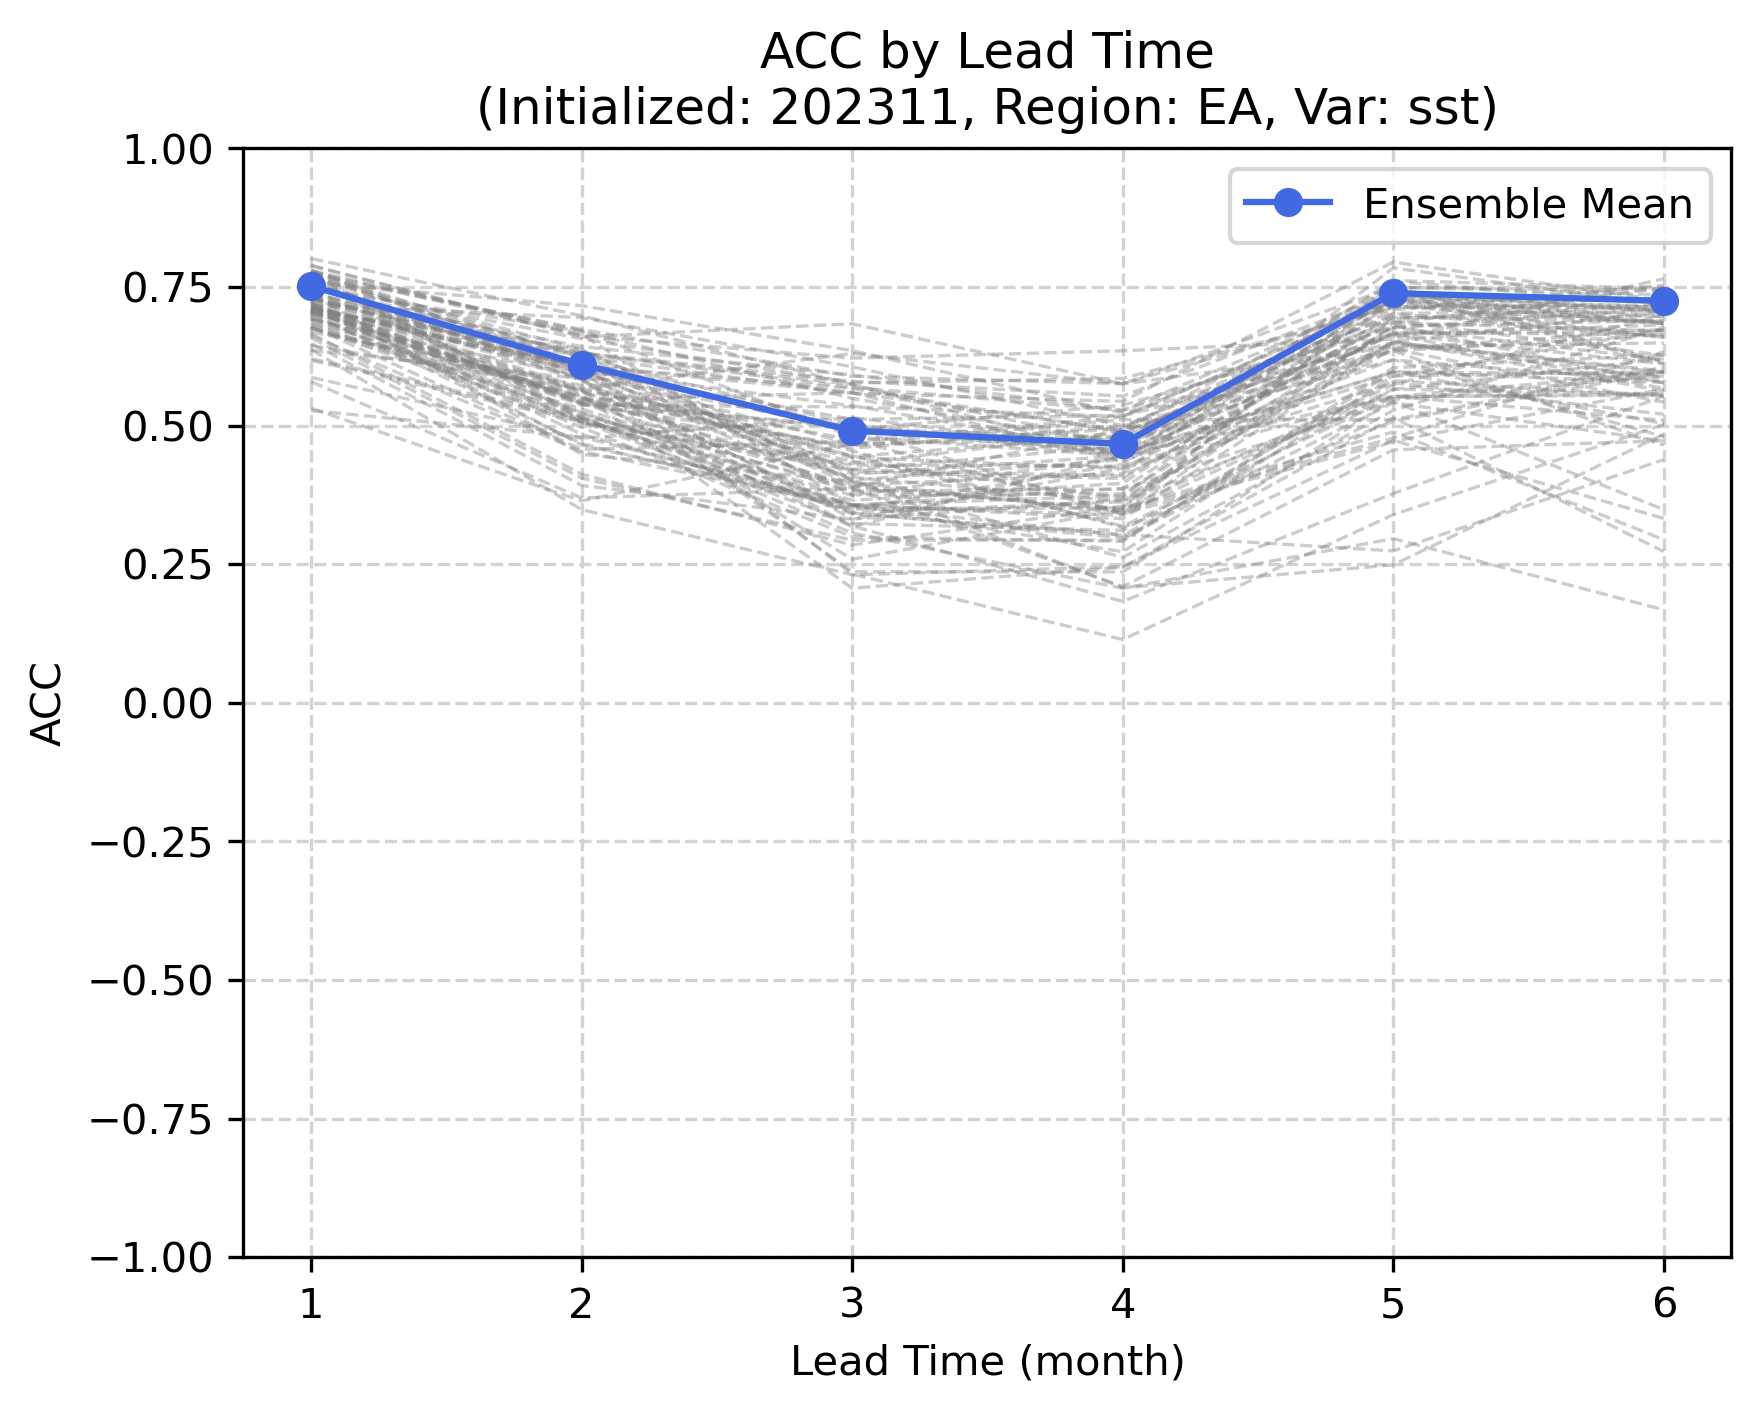 ACC by Lead Time
(Initialized: 202311, Region: EA, Var: sst)
Ensemble Mean
1.00
0.75
0.50
0.25
0.00
−0.25
−0.50
−0.75
−1.00
ACC
1 2 3 4 5 6
Lead Time (month)